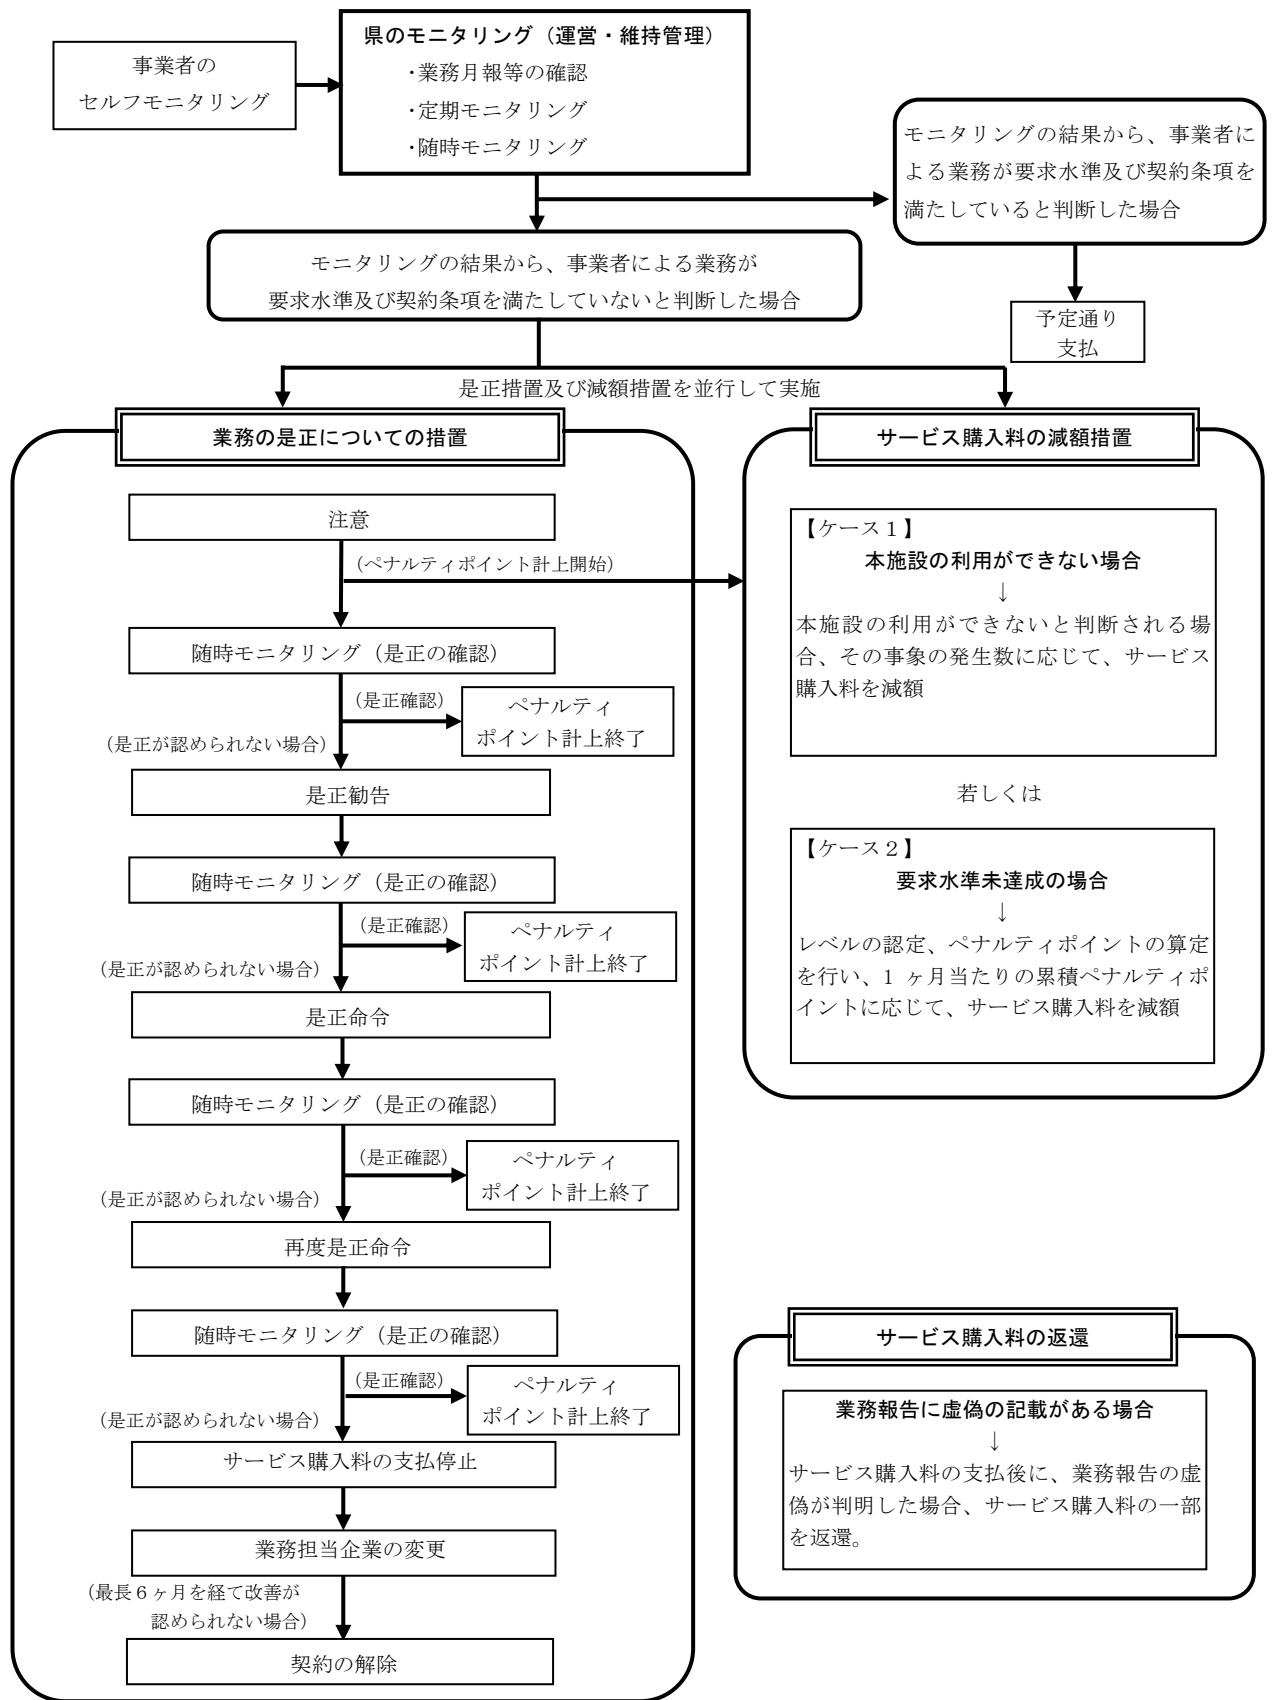 事業者の
セルフモニタリング
県のモニタリング（運営・維持管理）
・業務月報等の確認
・定期モニタリング
・随時モニタリング
モニタリングの結果から、事業者に
よる業務が要求水準及び契約条項を
満たしていると判断した場合
予定通り
支払
モニタリングの結果から、事業者による業務が
要求水準及び契約条項を満たしていないと判断した場合
是正措置及び減額措置を並行して実施
業務の是正についての措置
注意
（ペナルティポイント計上開始）
随時モニタリング（是正の確認）
（是正確認）
ペナルティ
ポイント計上終了
（是正が認められない場合）
是正勧告
随時モニタリング（是正の確認）
（是正確認）
ペナルティ
ポイント計上終了
（是正が認められない場合）
是正命令
随時モニタリング（是正の確認）
（是正確認）
ペナルティ
ポイント計上終了
（是正が認められない場合）
再度是正命令
随時モニタリング（是正の確認）
（是正確認）
ペナルティ
ポイント計上終了
（是正が認められない場合）
サービス購入料の支払停止
業務担当企業の変更
（最長６ヶ月を経て改善が
認められない場合）
契約の解除
サービス購入料の減額措置
【ケース１】
本施設の利用ができない場合
↓
本施設の利用ができないと判断される場
合、その事象の発生数に応じて、サービス
購入料を減額
若しくは
【ケース２】
要求水準未達成の場合
↓
レベルの認定、ペナルティポイントの算定
を行い、1 ヶ月当たりの累積ペナルティポ
イントに応じて、サービス購入料を減額
サービス購入料の返還
業務報告に虚偽の記載がある場合
↓
サービス購入料の支払後に、業務報告の虚
偽が判明した場合、サービス購入料の一部
を返還。